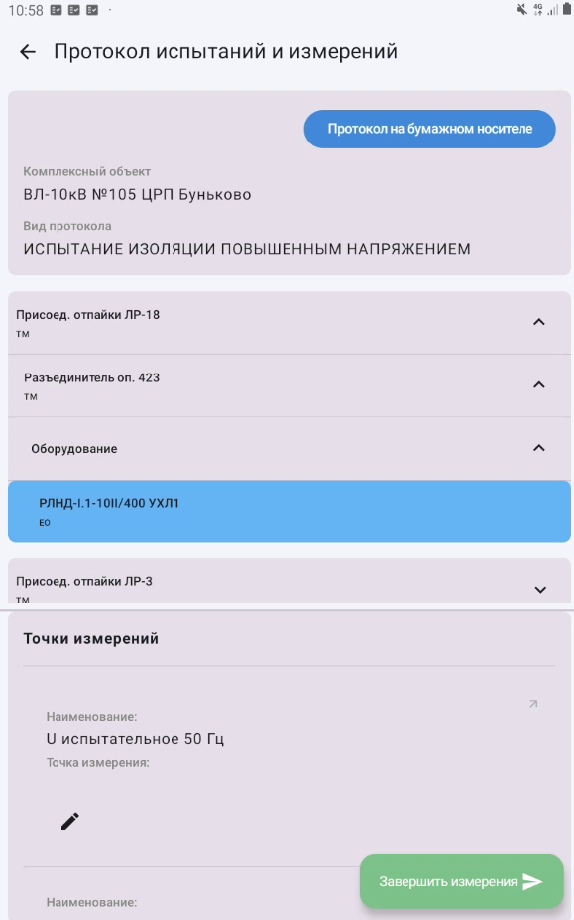 10:58
4G
Протокол испытаний и измерений
Протокол на бумажном носителе
Комплексный объект
ВЛ-10кВ №105 ЦРП Буньково
Вид протокола
ИСПЫТАНИЕ ИЗОЛЯЦИИ ПОВЫШЕННЫМ НАПРЯЖЕНИЕМ
Присоед. отпайки ЛР-18
ТМ
Разъединитель оп. 423
ТМ
Оборудование
РЛНД-I.1-10II/400 УХЛ1
ЕО
Присоед. отпайки ЛР-3
ТМ
Точки измерений
Наименование:
U испытательное 50 Гц
Точка измерения:
Завершить измерения
Наименование: